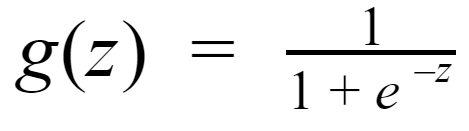 g(z) = 1 / (1 + e^{-z})